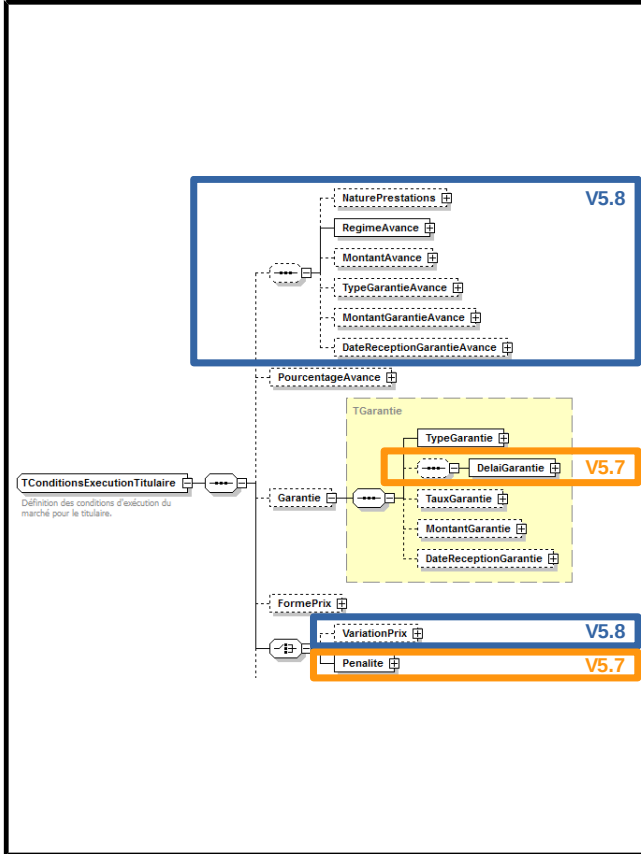 NaturePrestations
V5.8
RegimeAvance
MontantAvance
TypeGarantieAvance
MontantGarantieAvance
DateReceptionGarantieAvance
PourcentageAvance
TGarantie
TypeGarantie
DelaiGarantie
V5.7
TConditionsExecutionTitulaire
Définition des conditions d'exécution du
marché pour le titulaire.
Garantie
TauxGarantie
MontantGarantie
DateReceptionGarantie
FormePrix
VariationPrix
V5.8
Penalite
V5.7